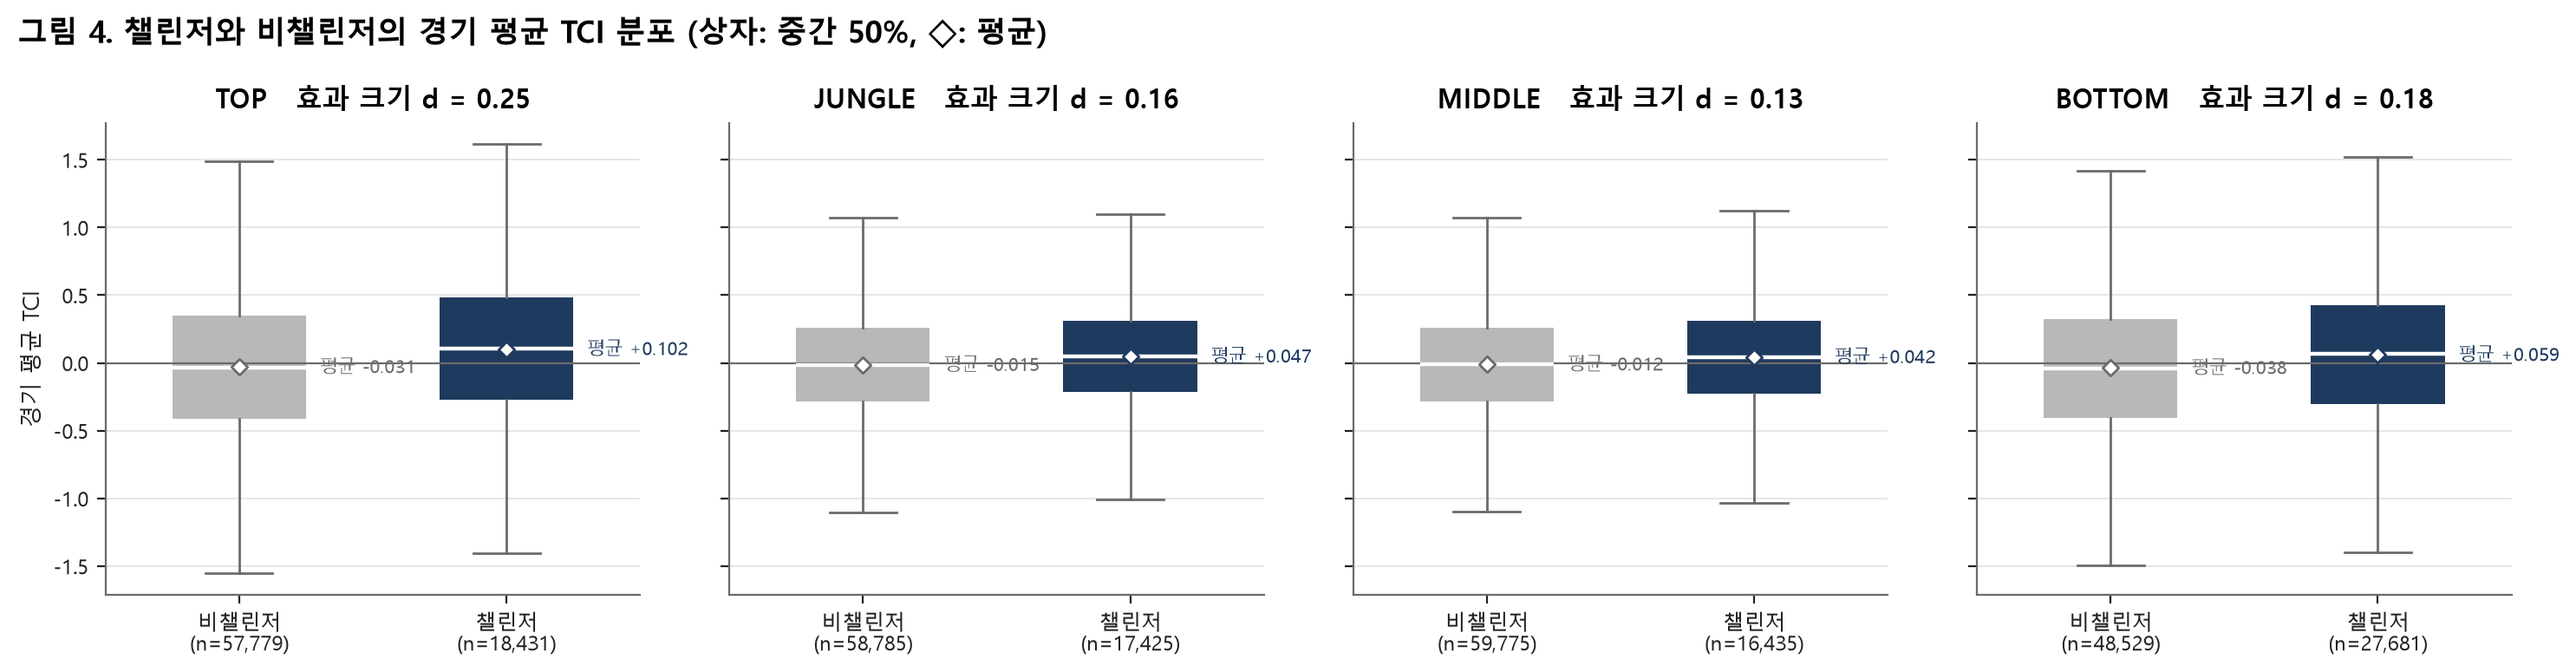 그림 4. 챌린저와 비챌린저의 경기 평균 TCI 분포 (상자: 중간 50%, ◇: 평균)
TOP 효과 크기 d = 0.25
경기 평균 TCI
1.5
1.0
0.5
0.0
-0.5
-1.0
-1.5
평균 -0.031
평균 +0.102
비챌린저
(n=57,779)
챌린저
(n=18,431)
JUNGLE 효과 크기 d = 0.16
평균 -0.015
평균 +0.047
비챌린저
(n=58,785)
챌린저
(n=17,425)
MIDDLE 효과 크기 d = 0.13
평균 -0.012
평균 +0.042
비챌린저
(n=59,775)
챌린저
(n=16,435)
BOTTOM 효과 크기 d = 0.18
평균 -0.038
평균 +0.059
비챌린저
(n=48,529)
챌린저
(n=27,681)